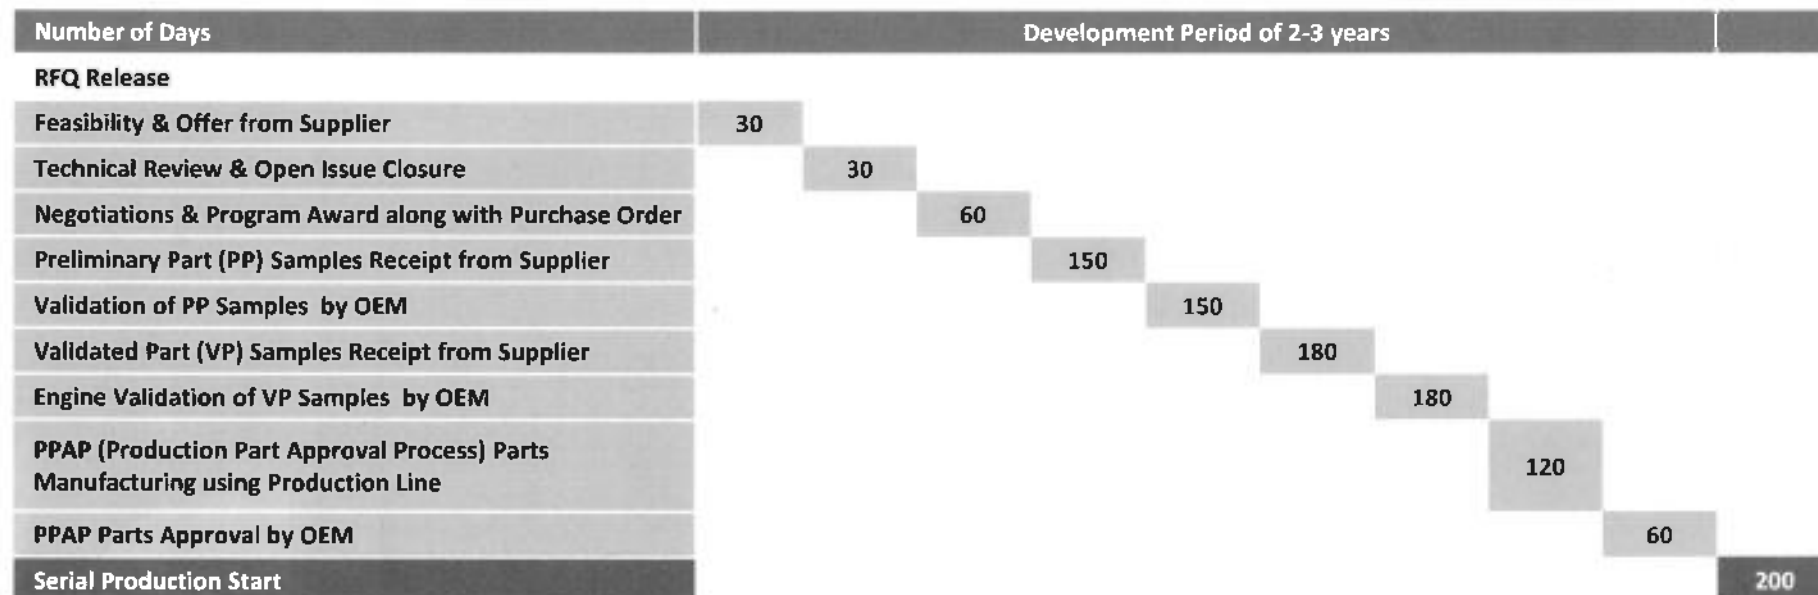 Number of Days Development Period of 2-3 years
RFQ Release
Feasibility & Offer from Supplier 30
Technical Review & Open Issue Closure 30
Negotiations & Program Award along with Purchase Order 60
Preliminary Part (PP) Samples Receipt from Supplier 150
Validation of PP Samples by OEM 150
Validated Part (VP) Samples Receipt from Supplier 180
Engine Validation of VP Samples by OEM 180
PPAP (Production Part Approval Process) Parts
Manufacturing using Production Line 120
PPAP Parts Approval by OEM 60
Serial Production Start 200